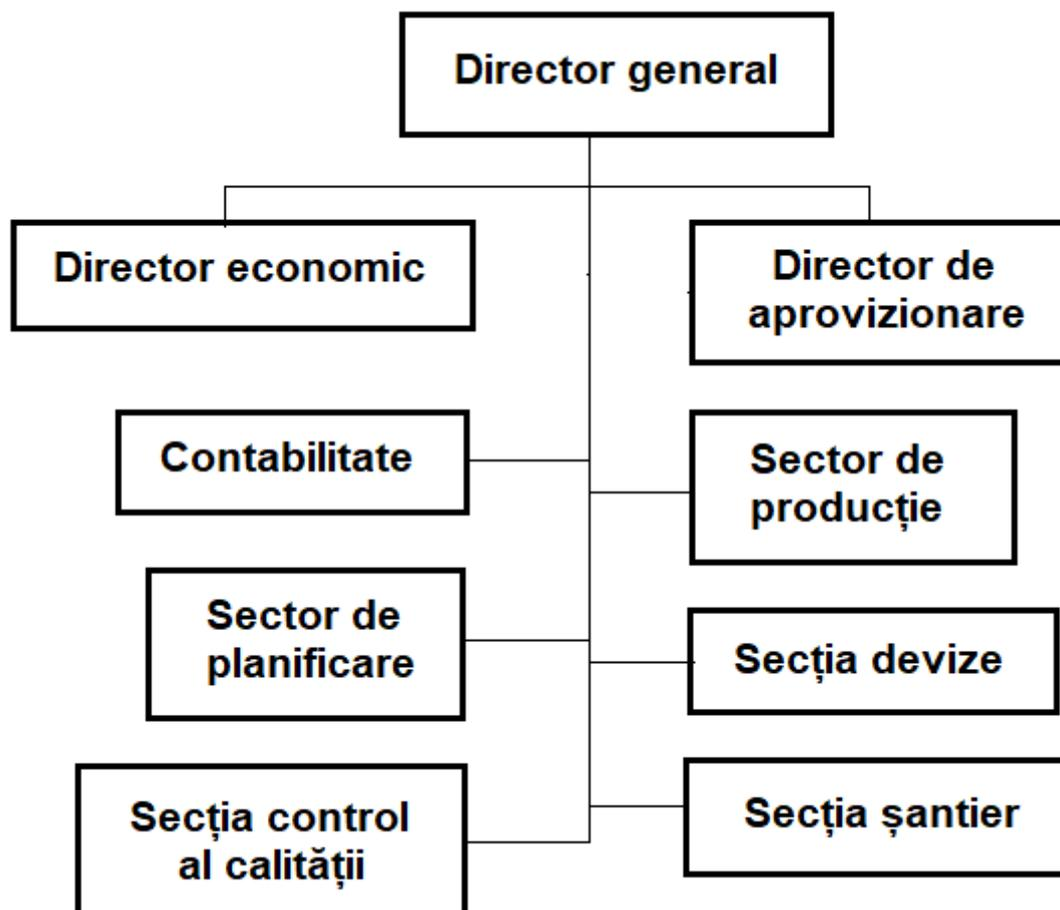 Director general
Director economic
Director de
aprovizionare
Contabilitate
Sector de
producție
Sector de
planificare
Secția devize
Secția control
al calității
Secția șantier